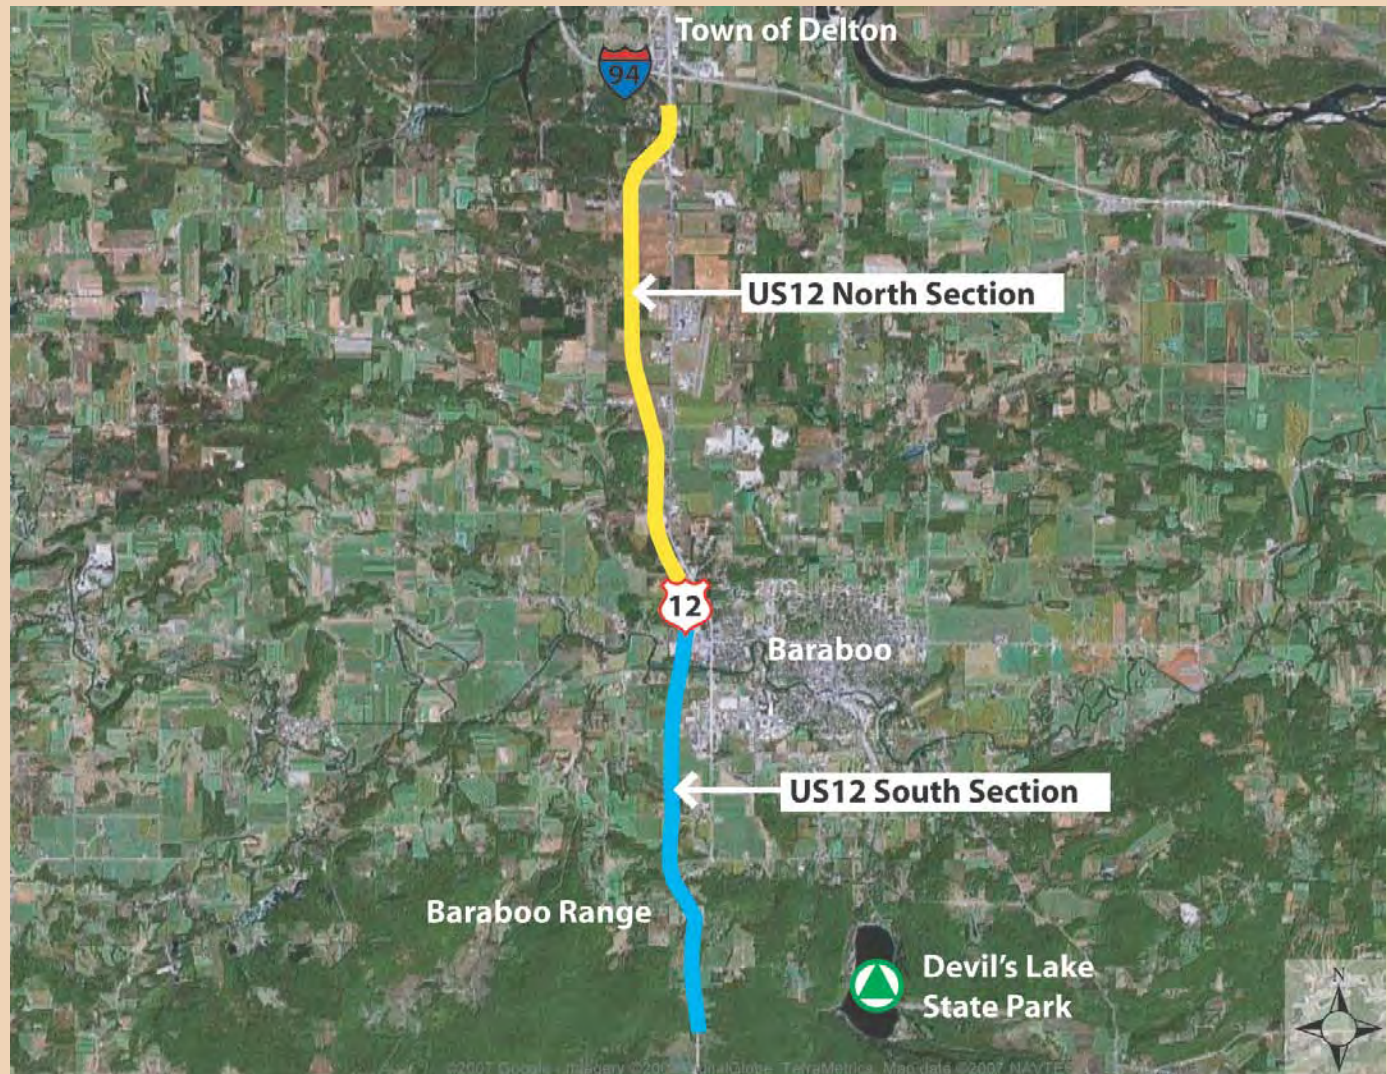 Town of Delton
94
US12 North Section
12
Baraboo
US12 South Section
Baraboo Range
Devil's Lake
State Park
N